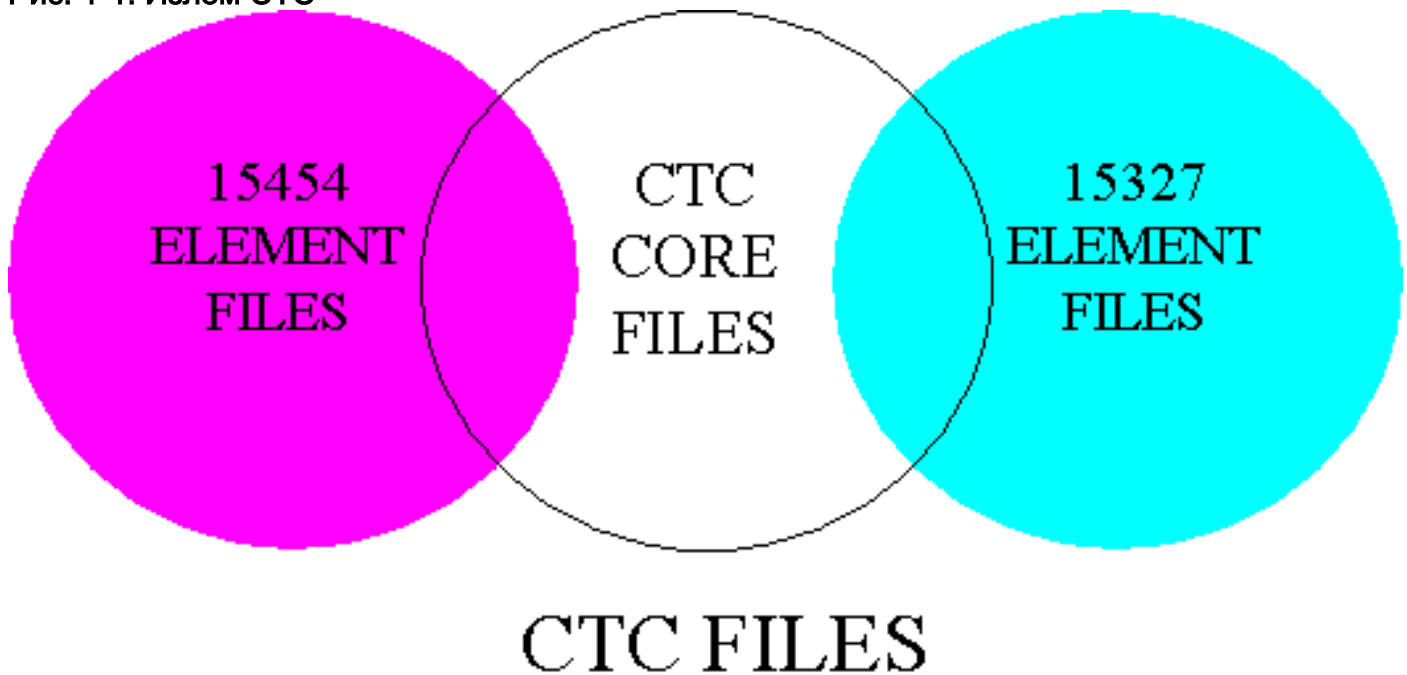 15454
ELEMENT
FILES
CTC
CORE
FILES
15327
ELEMENT
FILES
CTC FILES